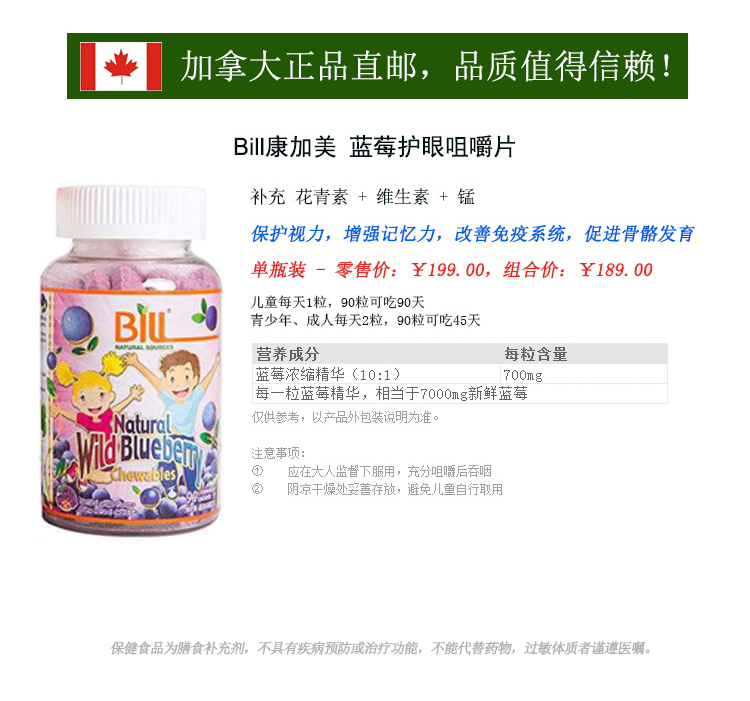 加拿大正品直邮，品质值得信赖！
Bill康加美 蓝莓护眼咀嚼片
补充 花青素 + 维生素 + 锰
保护视力，增强记忆力，改善免疫系统，促进骨骼发育
单瓶装 - 零售价：￥199.00，组合价：￥189.00
儿童每天1粒，90粒可吃90天
青少年、成人每天2粒，90粒可吃45天
营养成分 每粒含量
蓝莓浓缩精华（10:1） 700mg
每一粒蓝莓精华，相当于7000mg新鲜蓝莓
仅供参考，以产品外包装说明为准。
注意事项：
① 应在大人监督下服用，充分咀嚼后吞咽
② 阴凉干燥处妥善存放，避免儿童自行取用
Bill
NATURAL SOURCES
Natural
Wild Blueberry
Chewables
保健食品为膳食补充剂，不具有疾病预防或治疗功能，不能代替药物，过敏体质者谨遵医嘱。